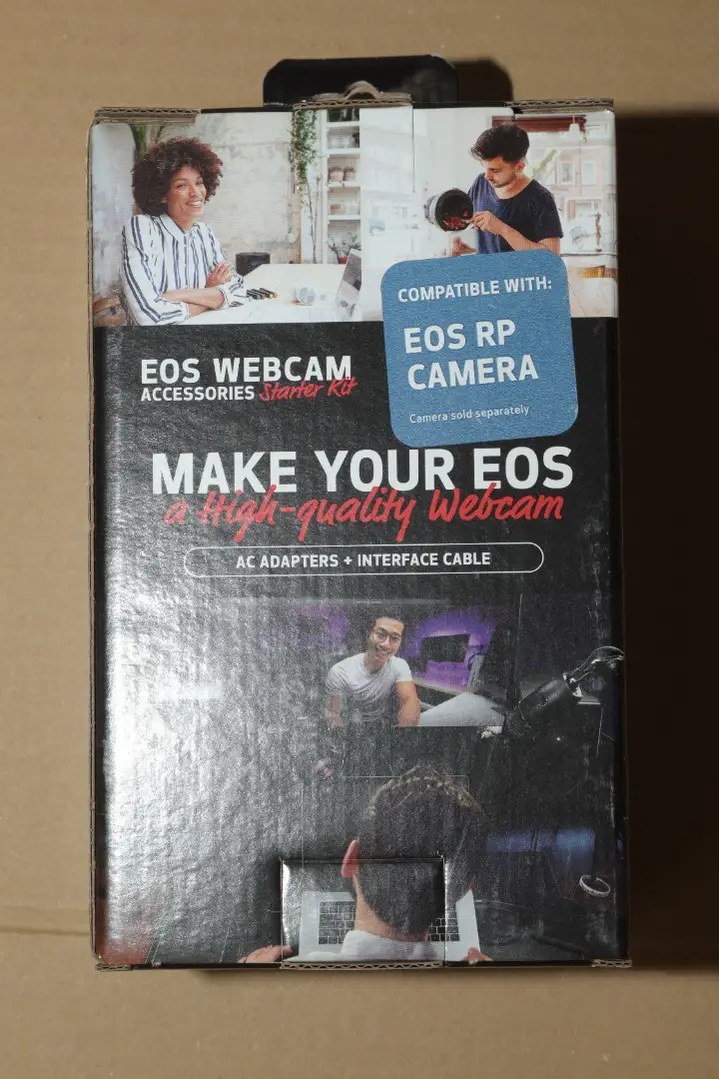 COMPATIBLE WITH:
EOS RP
CAMERA
Camera sold separately
EOS WEBCAM
ACCESSORIES Starter Kit
MAKE YOUR EOS
a High-quality Webcam
AC ADAPTERS + INTERFACE CABLE